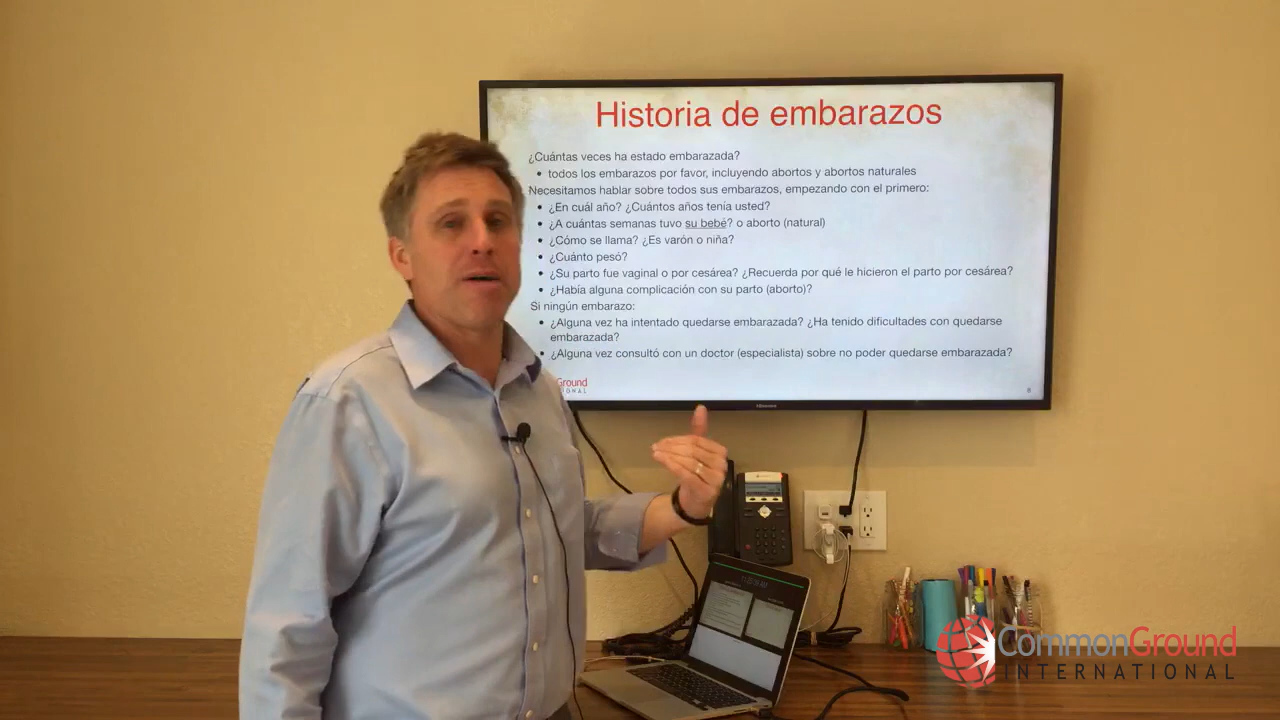 Historia de embarazos
¿Cuántas veces ha estado embarazada?
• todos los embarazos por favor, incluyendo abortos y abortos naturales
Necesitamos hablar sobre todos sus embarazos, empezando con el primero:
• ¿En cuál año? ¿Cuántos años tenía usted?
• ¿A cuántas semanas tuvo su bebé? o aborto (natural)
• ¿Cómo se llama? ¿Es varón o niña?
• ¿Cuánto pesó?
• ¿Su parto fue vaginal o por cesárea? ¿Recuerda por qué le hicieron el parto por cesárea?
• ¿Había alguna complicación con su parto (aborto)?
Si ningún embarazo:
• ¿Alguna vez ha intentado quedarse embarazada? ¿Ha tenido dificultades con quedarse
embarazada?
• ¿Alguna vez consultó con un doctor (especialista) sobre no poder quedarse embarazada?
Ground
IONAL
Hisense
CommonGround
INTERNATIONAL